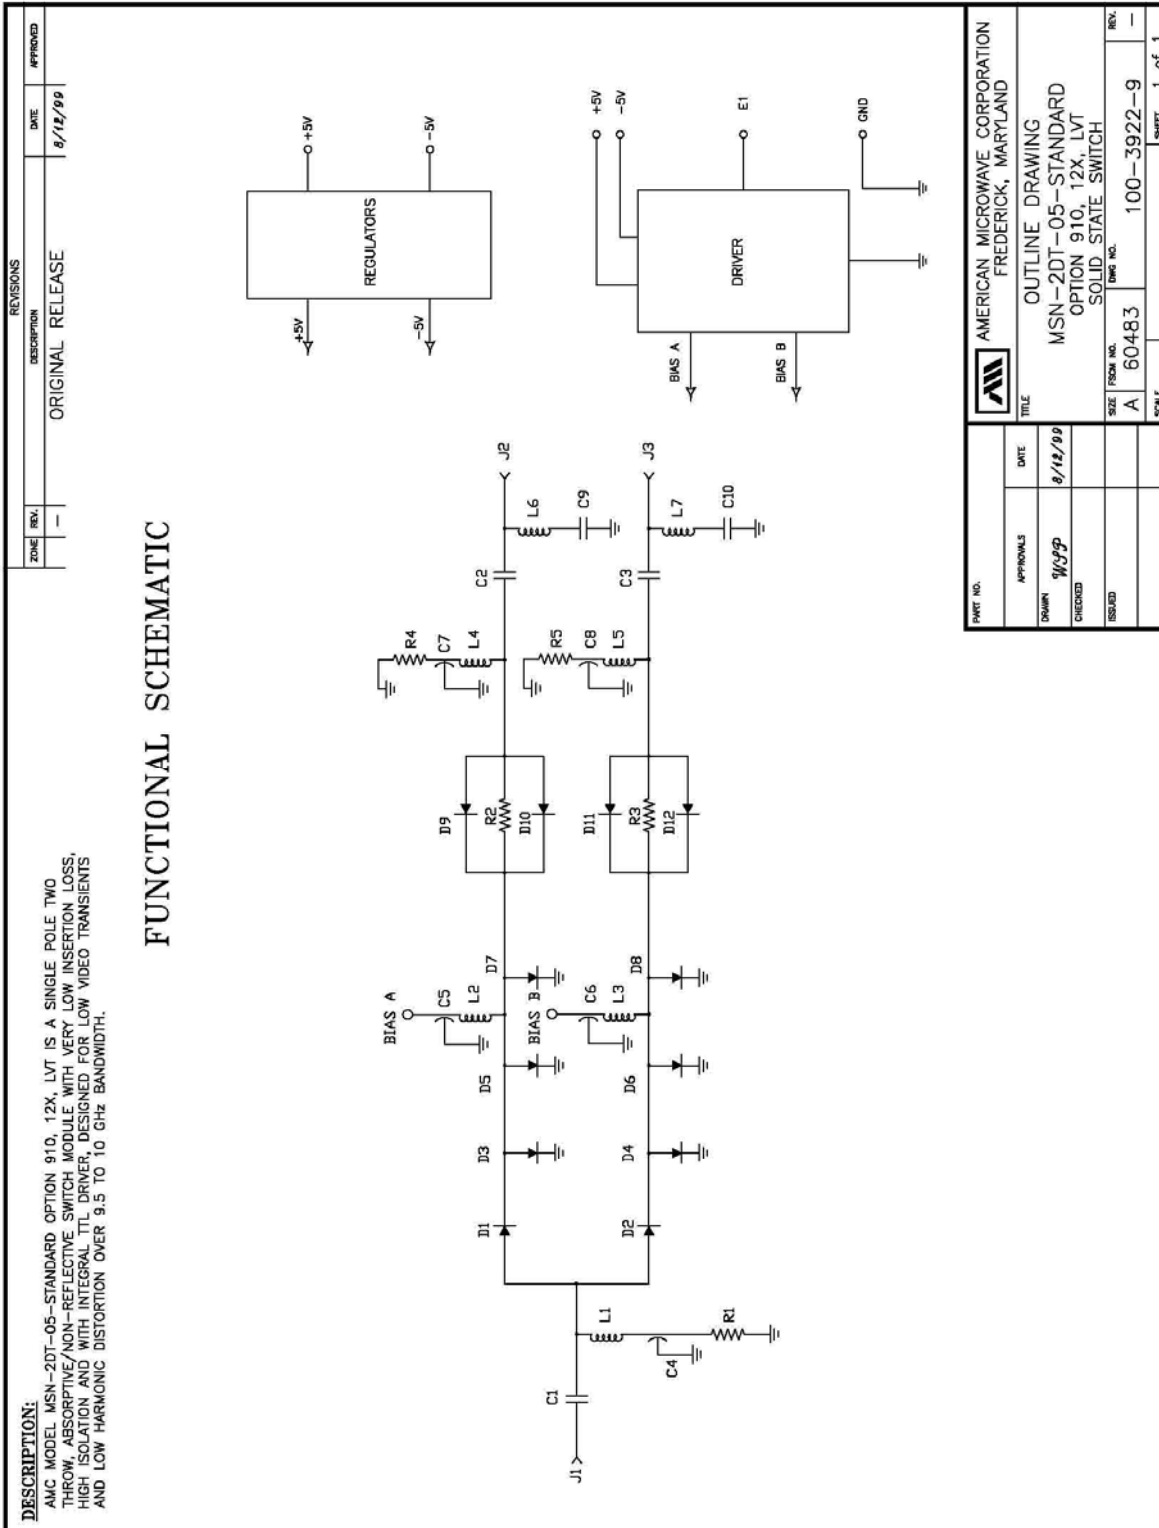 DESCRIPTION:
AMC MODEL MSN-2DT-05-STANDARD OPTION 910, 12X, LVT IS A SINGLE POLE TWO
THROW, ABSORPTIVE/NON-REFLECTIVE SWITCH MODULE WITH VERY LOW INSERTION LOSS,
HIGH ISOLATION AND WITH INTEGRAL TTL DRIVER, DESIGNED FOR LOW VIDEO TRANSIENTS
AND LOW HARMONIC DISTORTION OVER 9.5 TO 10 GHz BANDWIDTH.
REVISIONS
ZONE REV. DESCRIPTION DATE APPROVED
— ORIGINAL RELEASE 8/12/99
FUNCTIONAL SCHEMATIC
+5V +5V
REGULATORS
-5V -5V
+5V
-5V
BIAS A
DRIVER
E1
BIAS B
GND
BIAS A
C5
L2
R4
C7
L4
D1
D3
D5
D7
D9
R2
D10
C2
J2
L6
C9
BIAS B
C6
L3
R5
C8
L5
J1
C1
L1
C4
R1
D2
D4
D6
D8
D11
R3
D12
C3
J3
L7
C10
PART NO.
APPROVALS DATE
DRAWN WSP 8/12/99
CHECKED
ISSUED
AMERICAN MICROWAVE CORPORATION
FREDERICK, MARYLAND
TITLE
OUTLINE DRAWING
MSN-2DT-05-STANDARD
OPTION 910, 12X, LVT
SOLID STATE SWITCH
SIZE FSCM NO. DWG NO. REV.
A 60483 100-3922-9 —
SCALE SHEET 1 of 1